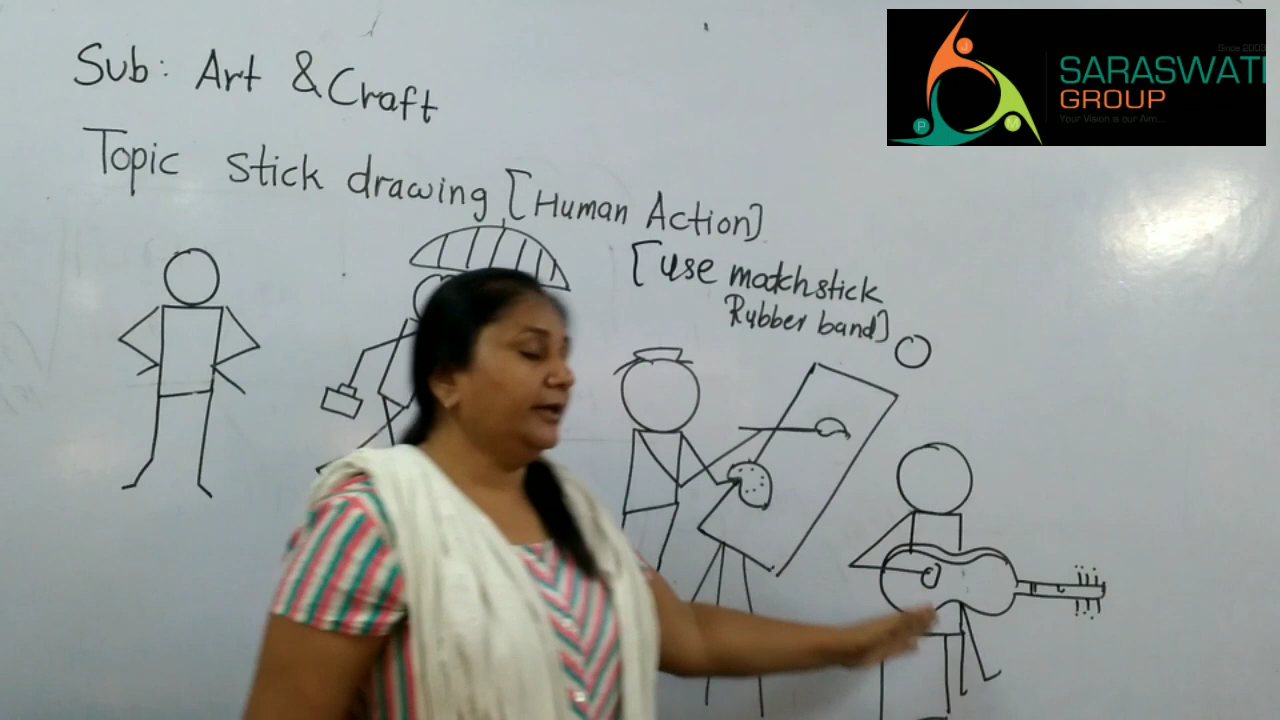 Sub: Art & Craft
Topic stick drawing [Human Action]
[use matchstick
Rubber band]
Since 2003
SARASWATI
GROUP
Your Vision is our Aim...
J
P
M